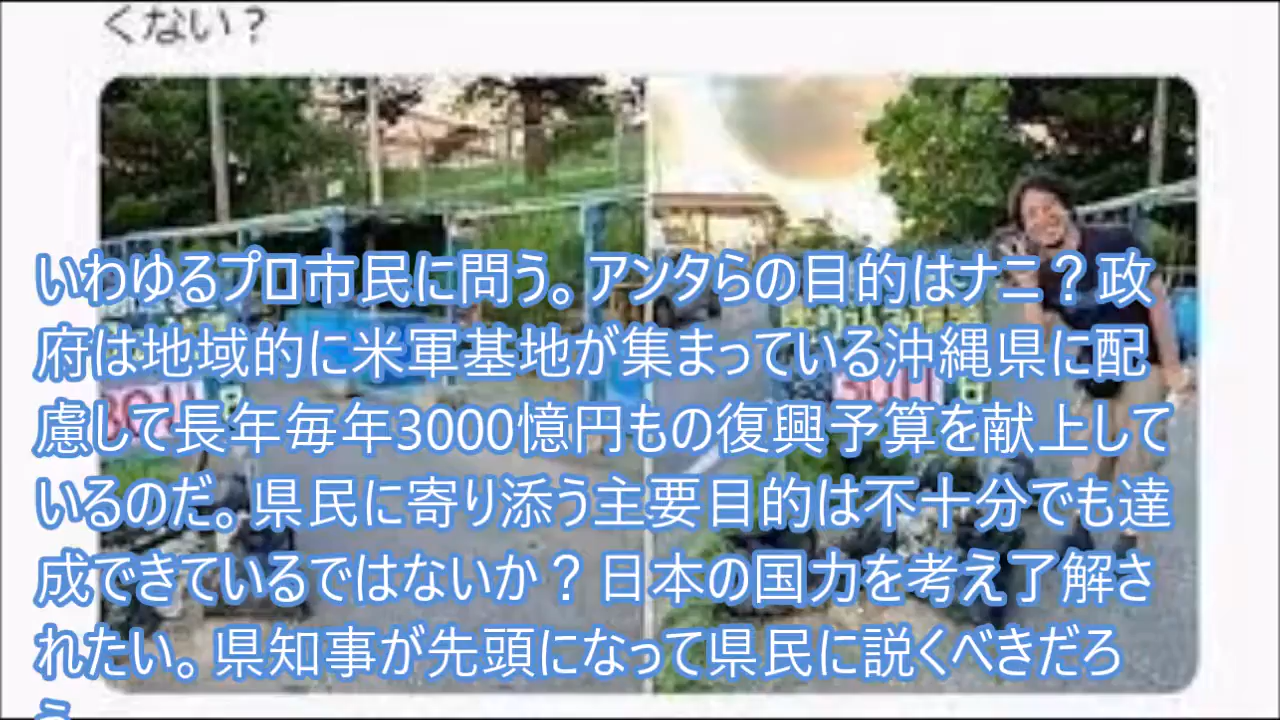 くない？
いわゆるプロ市民に問う。アンタらの目的はナニ？政
府は地域的に米軍基地が集まっている沖縄県に配
慮して長年毎年3000憶円もの復興予算を献上して
いるのだ。県民に寄り添う主要目的は不十分でも達
成できているではないか？日本の国力を考え了解さ
れたい。県知事が先頭になって県民に説くべきだろ
う